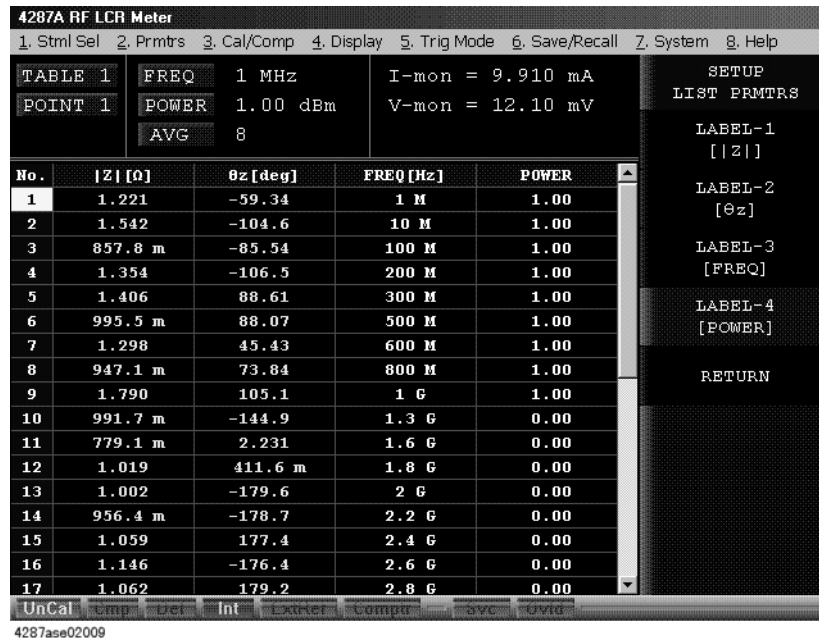 4287A RF LCR Meter
1. Stml Sel 2. Prmtrs 3. Cal/Comp 4. Display 5. Trig Mode 6. Save/Recall 7. System 8. Help
TABLE 1 FREQ 1 MHz I-mon = 9.910 mA
POINT 1 POWER 1.00 dBm V-mon = 12.10 mV
AVG 8
No. |Z|[Ω] θz[deg] FREQ[Hz] POWER
1 1.221 -59.34 1 M 1.00
2 1.542 -104.6 10 M 1.00
3 857.8 m -85.54 100 M 1.00
4 1.354 -106.5 200 M 1.00
5 1.406 88.61 300 M 1.00
6 995.5 m 88.07 500 M 1.00
7 1.298 45.43 600 M 1.00
8 947.1 m 73.84 800 M 1.00
9 1.790 105.1 1 G 1.00
10 991.7 m -144.9 1.3 G 0.00
11 779.1 m 2.231 1.6 G 0.00
12 1.019 411.6 m 1.8 G 0.00
13 1.002 -179.6 2 G 0.00
14 956.4 m -178.7 2.2 G 0.00
15 1.059 177.4 2.4 G 0.00
16 1.146 -176.4 2.6 G 0.00
17 1.062 179.2 2.8 G 0.00
SETUP
LIST PRMTRS
LABEL-1
[|Z|]
LABEL-2
[θz]
LABEL-3
[FREQ]
LABEL-4
[POWER]
RETURN
UnCal Cmp Del Int ExtRef Comptr Svc Ovld
4287ase02009